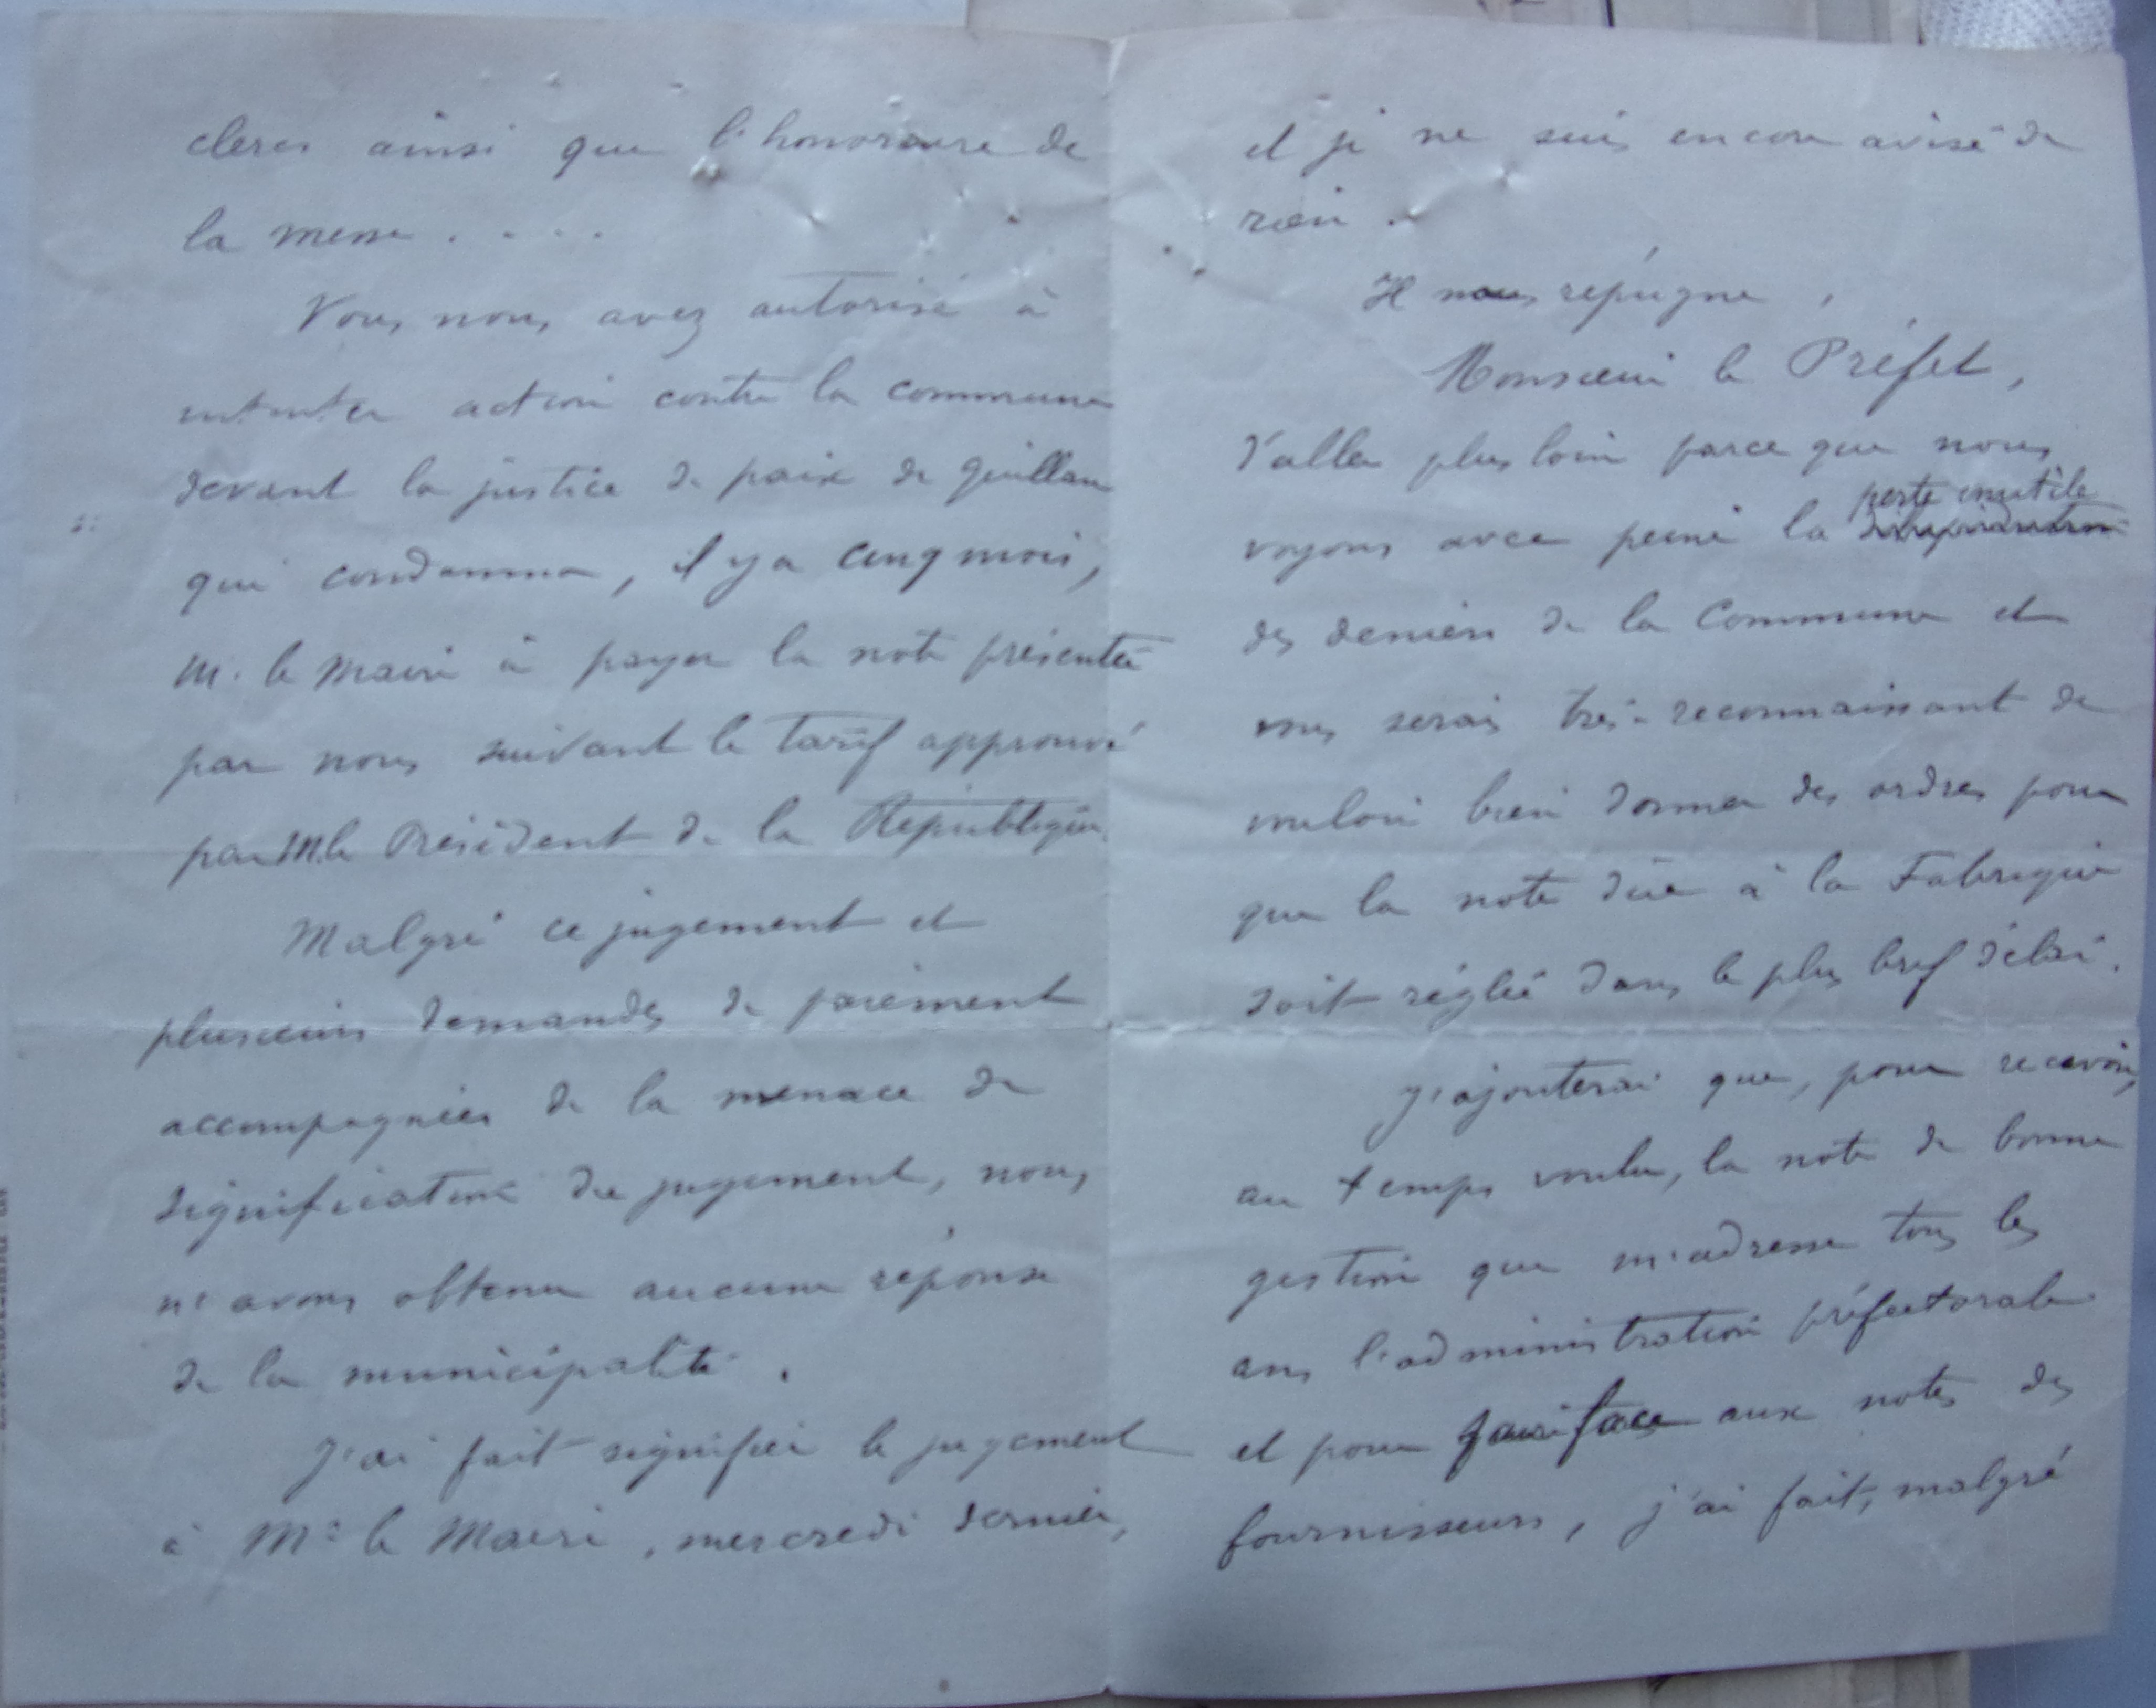 clercs ainsi que l'honoraire de
la messe . . . .
Vous nous avez autorisé à
intenter action contre la commune
devant la justice de paix de Guillau
qui condamna, il y a cinq mois,
M. le Maire à payer la note présentée
par nous suivant le tarif approuvé
par M. le Président de la République.
Malgré ce jugement et
plusieurs demandes de paiement
accompagnées de la menace de
signification du jugement, nous
n'avons obtenu aucune réponse
de la municipalité.
J'ai fait signifier le jugement
à Mr le Maire, mercredi dernier,
et je ne suis encore avisé de
rien.
Il nous répugne,
Monsieur le Préfet,
d'aller plus loin parce que nous
voyons avec peine la perte inutile
des deniers de la Commune et
vous serais très-reconnaissant de
vouloir bien donner des ordres pour
que la note dûe à la Fabrique
soit réglée dans le plus bref délai.
J'ajouterai que, pour recevoir,
au temps voulu, la note de bonne
gestion que m'adresse tous les
ans l'administration préfectorale
et pour faire face aux notes des
fournisseurs, j'ai fait, malgré